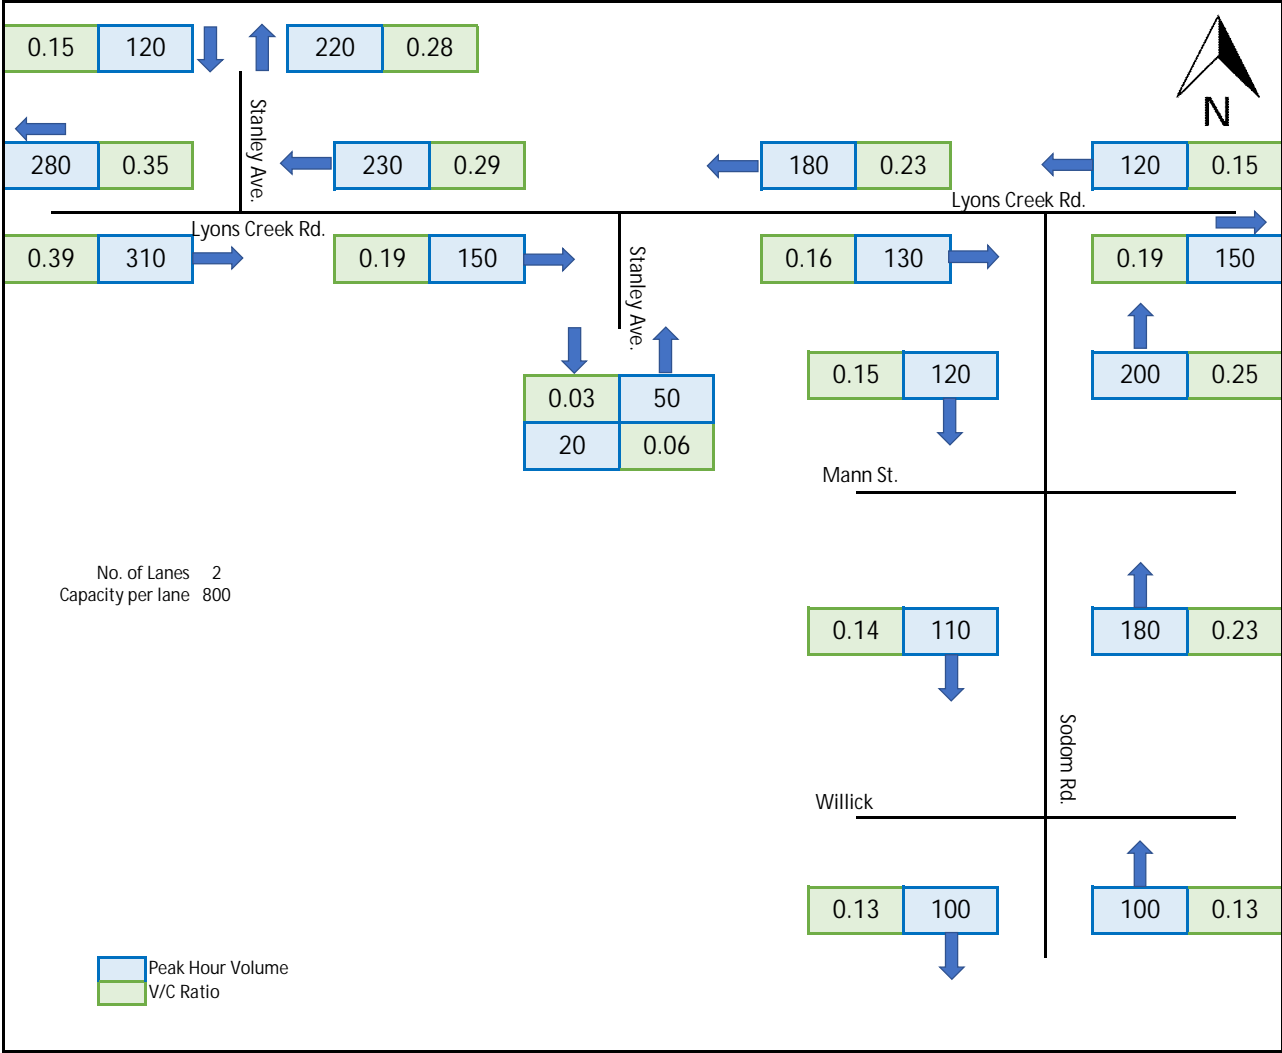 0.15 120 220 0.28
N
Stanley Ave.
280 0.35 230 0.29 180 0.23 120 0.15
Lyons Creek Rd.
Lyons Creek Rd.
0.39 310 0.19 150 0.16 130 0.19 150
Stanley Ave.
0.15 120 200 0.25
0.03 50
20 0.06
Mann St.
No. of Lanes 2
Capacity per lane 800
0.14 110 180 0.23
Sodom Rd.
Willick
0.13 100 100 0.13
Peak Hour Volume
V/C Ratio